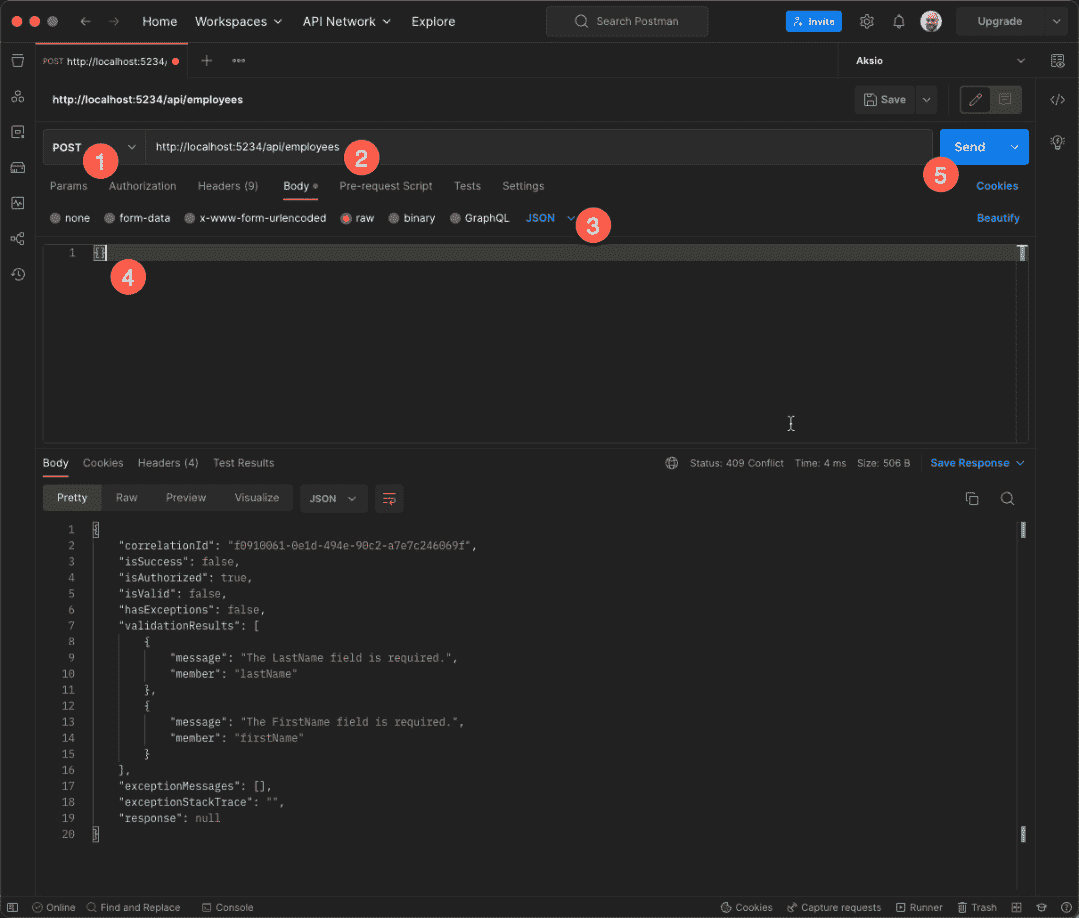 Home Workspaces API Network Explore Search Postman Invite Upgrade
POST http://localhost:5234/ Aksio
http://localhost:5234/api/employees Save
POST http://localhost:5234/api/employees Send
1 2 5
Params Authorization Headers (9) Body Pre-request Script Tests Settings Cookies
none form-data x-www-form-urlencoded raw binary GraphQL JSON Beautify
3
1 {}
4
Body Cookies Headers (4) Test Results Status: 409 Conflict Time: 4 ms Size: 506 B Save Response
Pretty Raw Preview Visualize JSON
1 {
2 "correlationId": "f0910061-0e1d-494e-90c2-a7e7c246069f",
3 "isSuccess": false,
4 "isAuthorized": true,
5 "isValid": false,
6 "hasExceptions": false,
7 "validationResults": [
8 {
9 "message": "The LastName field is required.",
10 "member": "lastName"
11 },
12 {
13 "message": "The FirstName field is required.",
14 "member": "firstName"
15 }
16 ],
17 "exceptionMessages": [],
18 "exceptionStackTrace": "",
19 "response": null
20 }
Online Find and Replace Console Cookies Capture requests Runner Trash